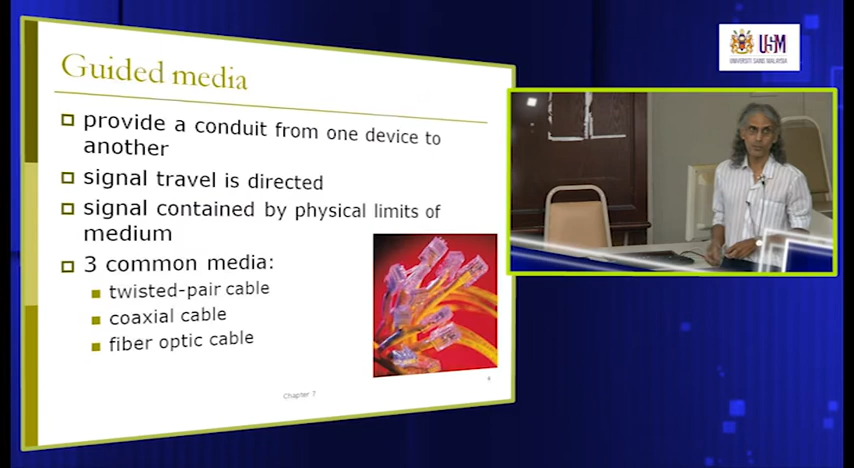 Guided media
provide a conduit from one device to
another
signal travel is directed
signal contained by physical limits of
medium
3 common media:
twisted-pair cable
coaxial cable
fiber optic cable
Chapter 7
4
USM
UNIVERSITI SAINS MALAYSIA